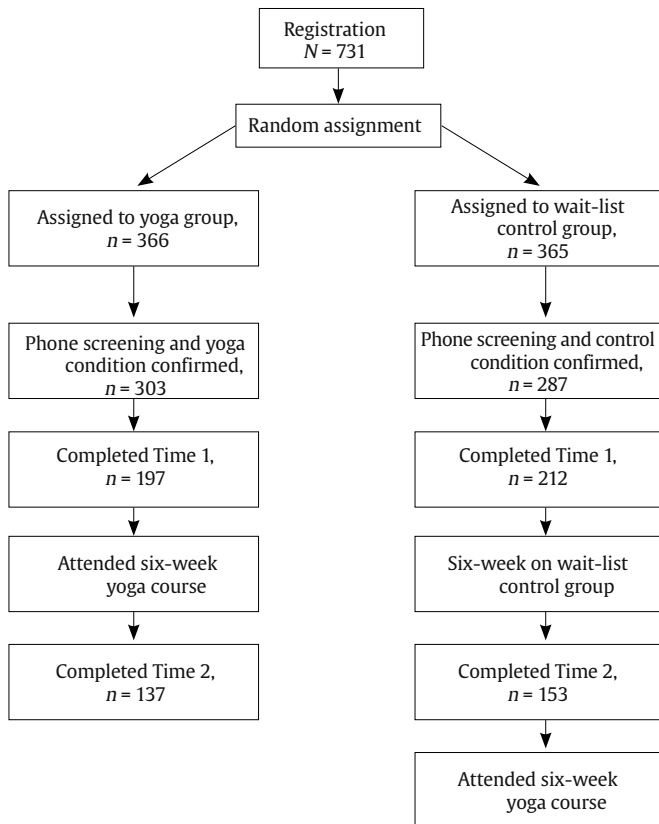 Registration
N = 731
Random assignment
Assigned to yoga group,
n = 366
Assigned to wait-list
control group,
n = 365
Phone screening and yoga
condition confirmed,
n = 303
Phone screening and control
condition confirmed,
n = 287
Completed Time 1,
n = 197
Completed Time 1,
n = 212
Attended six-week
yoga course
Six-week on wait-list
control group
Completed Time 2,
n = 137
Completed Time 2,
n = 153
Attended six-week
yoga course